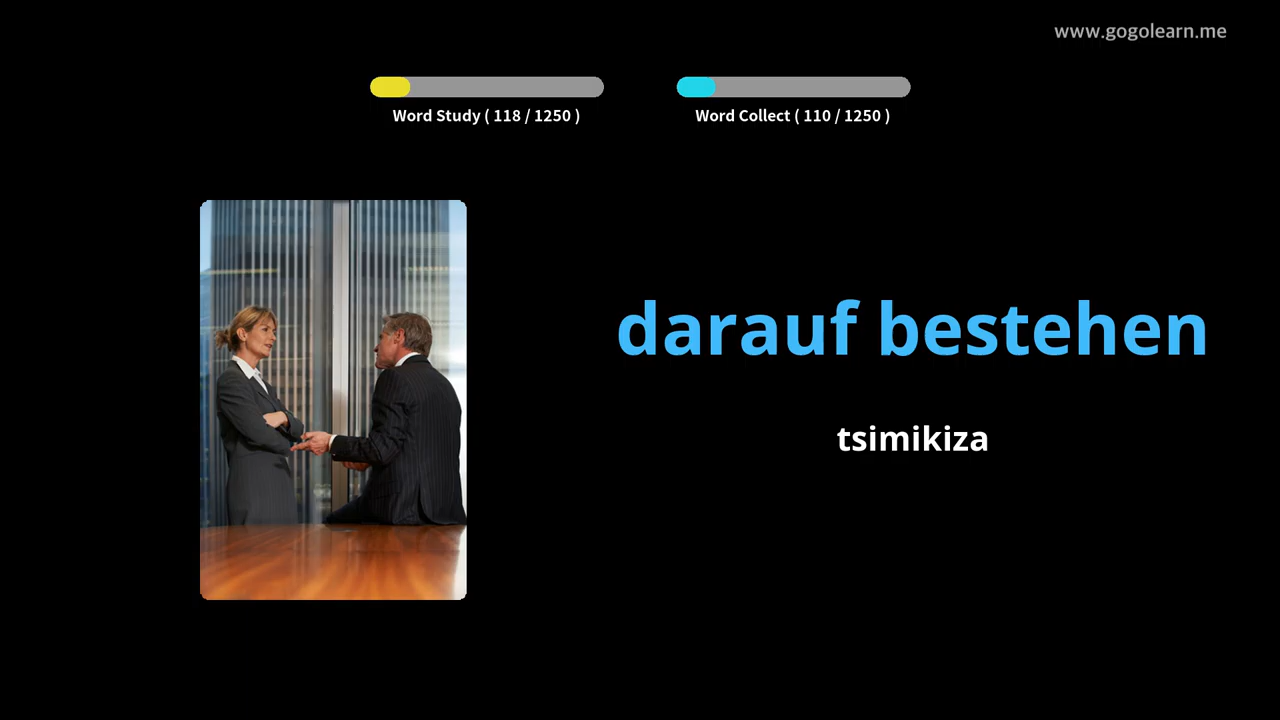 www.gogolearn.me
Word Study ( 118 / 1250 )
Word Collect ( 110 / 1250 )
darauf bestehen
tsimikiza